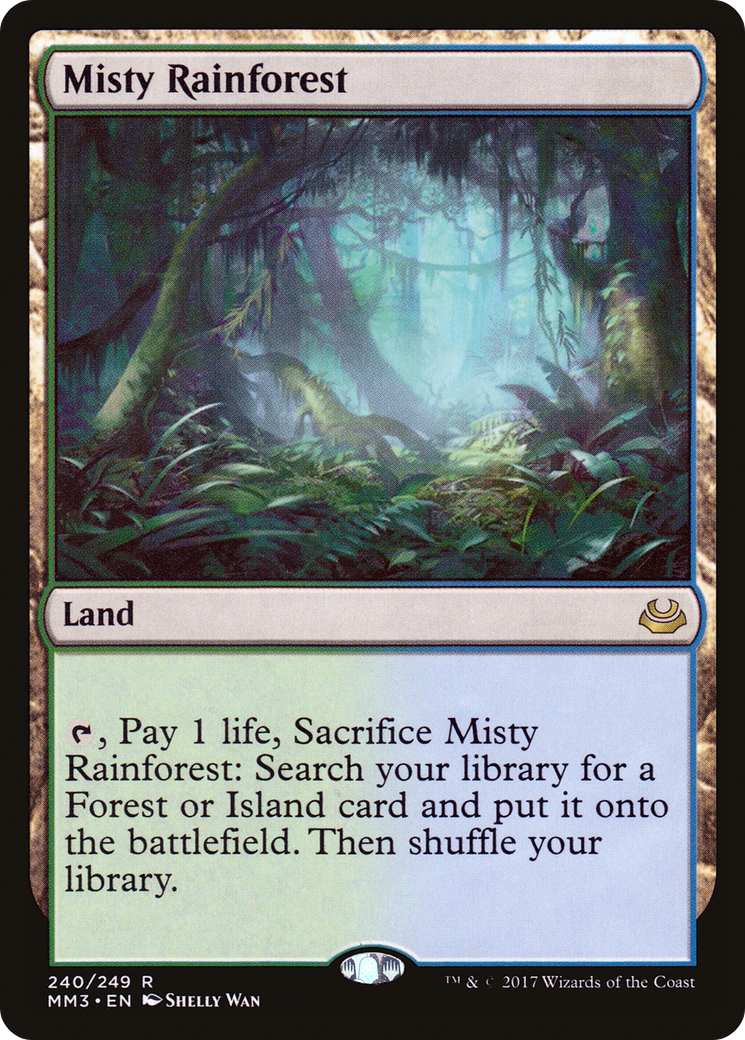 Misty Rainforest
Land
, Pay 1 life, Sacrifice Misty
Rainforest: Search your library for a
Forest or Island card and put it onto
the battlefield. Then shuffle your
library.
240/249 R
MM3 • EN Shelly Wan
™ & © 2017 Wizards of the Coast